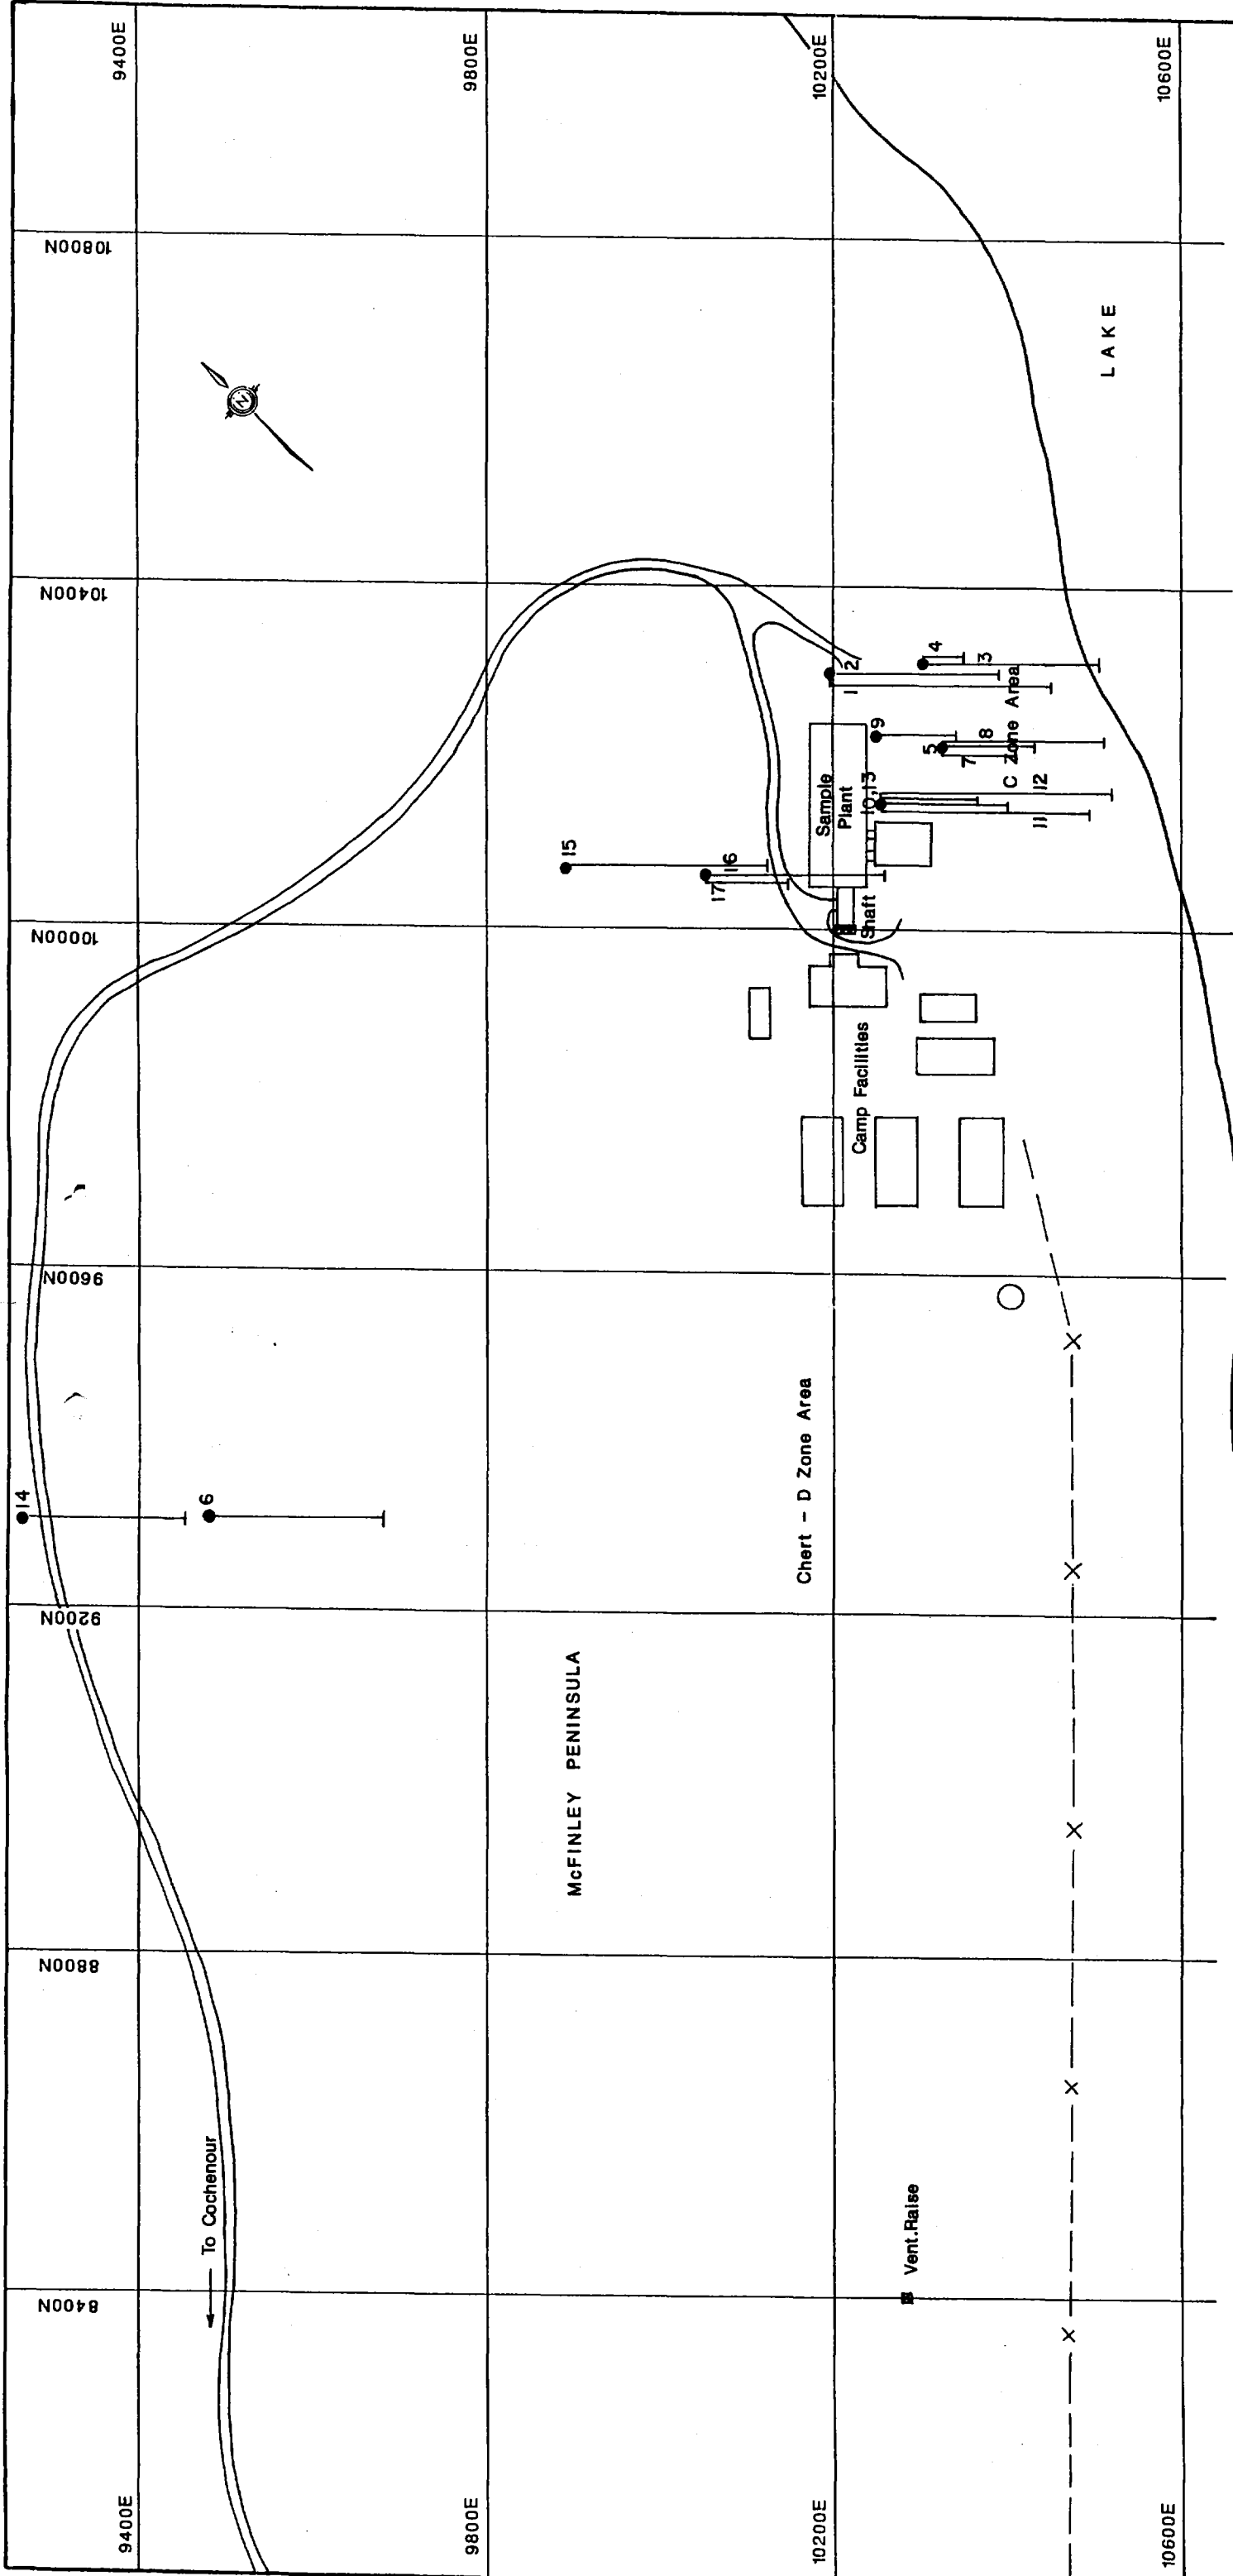 9400E
9800E
10200E
10600E
10800N
10400N
10000N
9600N
9200N
8800N
8400N
N
LAKE
4
3
2
1
9
8
5
7
C Zone Area
12
10,13
11
Sample
Plant
15
16
17
Shaft
Camp Facilities
Chert - D Zone Area
14
6
McFINLEY PENINSULA
To Cochenour
Vent.Raise
9400E
9800E
10200E
10600E